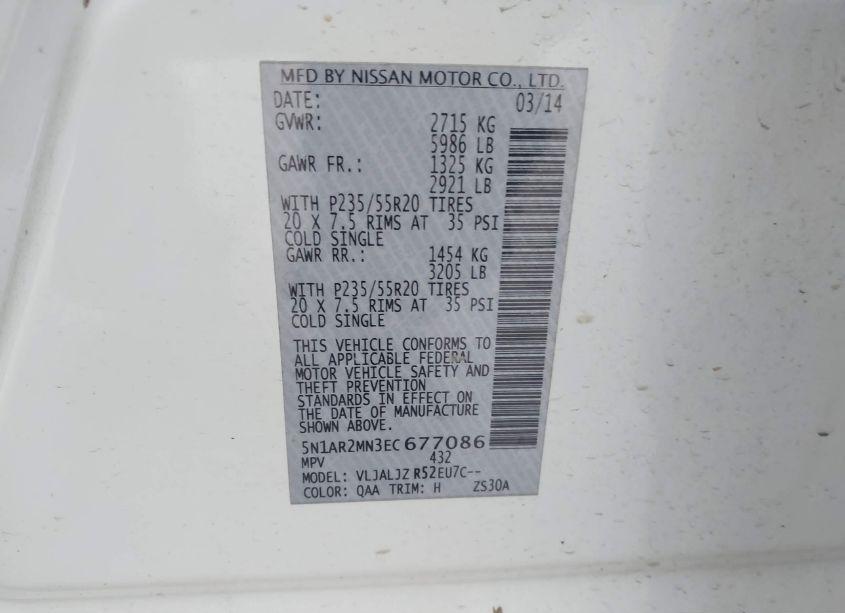 MFD BY NISSAN MOTOR CO., LTD.
DATE: 03/14
GVWR: 2715 KG
5986 LB
GAWR FR.: 1325 KG
2921 LB
WITH P235/55R20 TIRES
20 X 7.5 RIMS AT 35 PSI
COLD SINGLE
GAWR RR.: 1454 KG
3205 LB
WITH P235/55R20 TIRES
20 X 7.5 RIMS AT 35 PSI
COLD SINGLE
THIS VEHICLE CONFORMS TO
ALL APPLICABLE FEDERAL
MOTOR VEHICLE SAFETY AND
THEFT PREVENTION
STANDARDS IN EFFECT ON
THE DATE OF MANUFACTURE
SHOWN ABOVE.
5N1AR2MN3EC677086
MPV 432
MODEL: VLJALJZ R52EU7C--
COLOR: QAA TRIM: H ZS30A